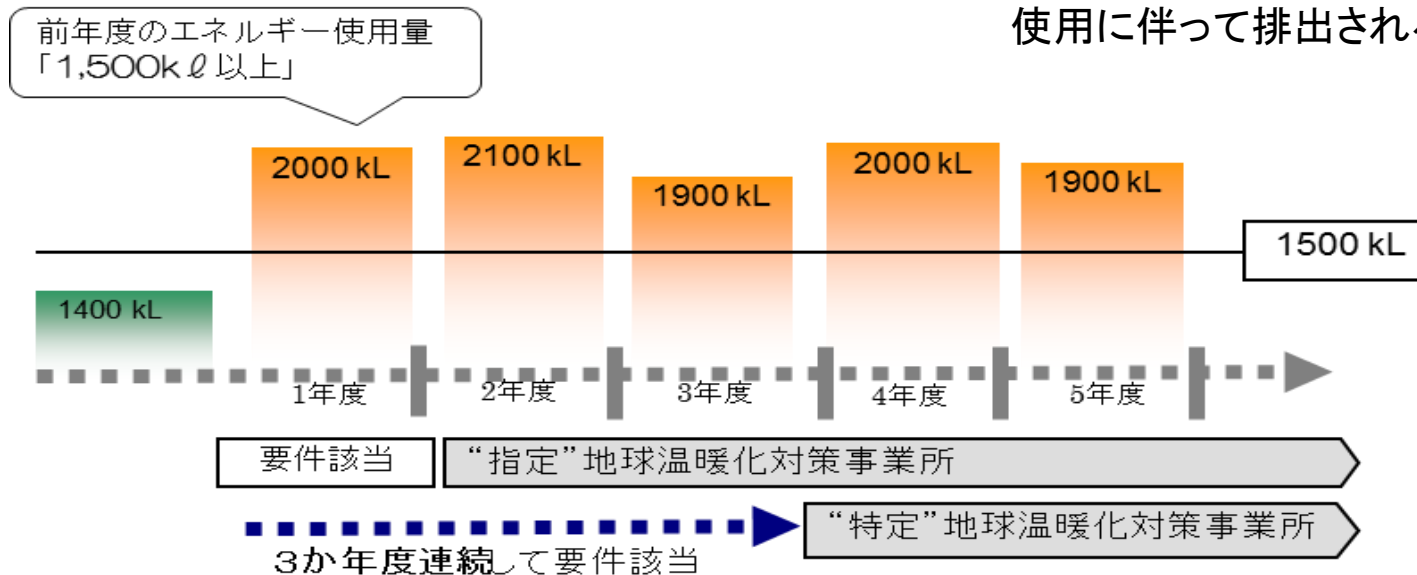 使用に伴って排出され
前年度のエネルギー使用量
「1,500kℓ以上」
2000 kL
2100 kL
1900 kL
2000 kL
1900 kL
1500 kL
1400 kL
1年度
2年度
3年度
4年度
5年度
要件該当
“指定”地球温暖化対策事業所
“特定”地球温暖化対策事業所
3か年度連続して要件該当